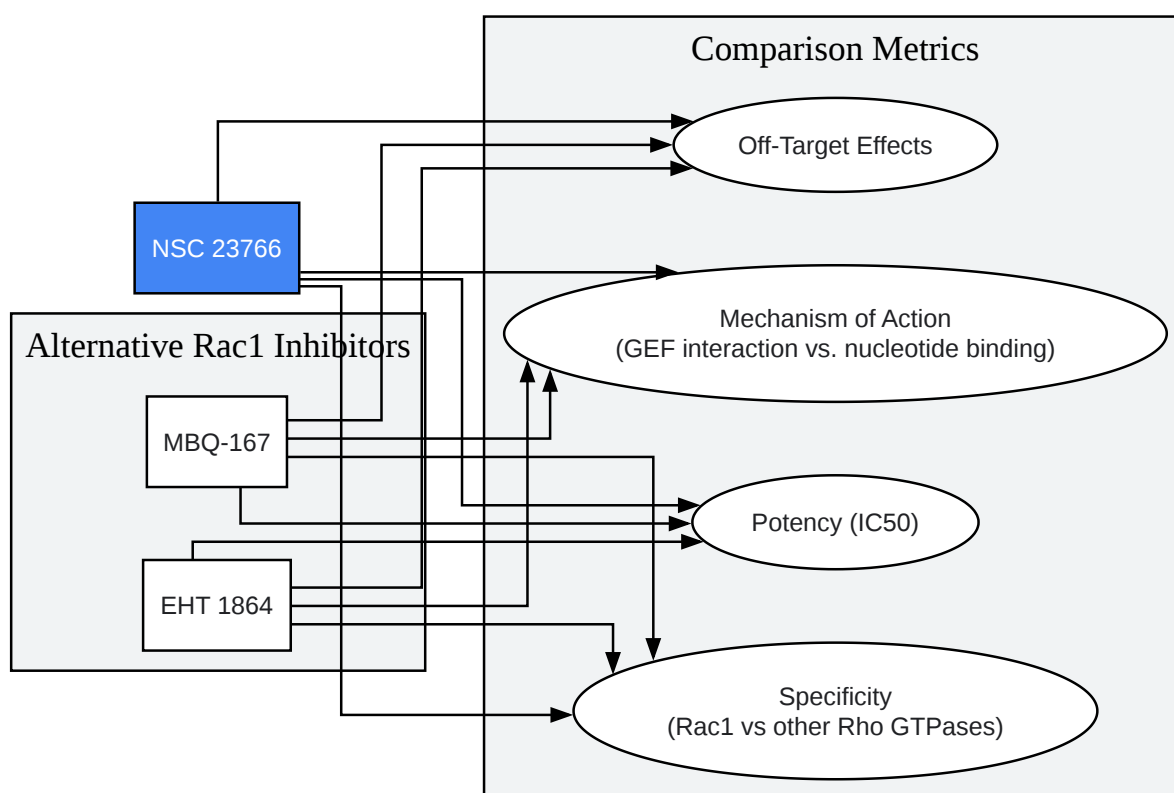 Comparison Metrics
Off-Target Effects
NSC 23766
Mechanism of Action
(GEF interaction vs. nucleotide binding)
Alternative Rac1 Inhibitors
MBQ-167
Potency (IC50)
EHT 1864
Specificity
(Rac1 vs other Rho GTPases)